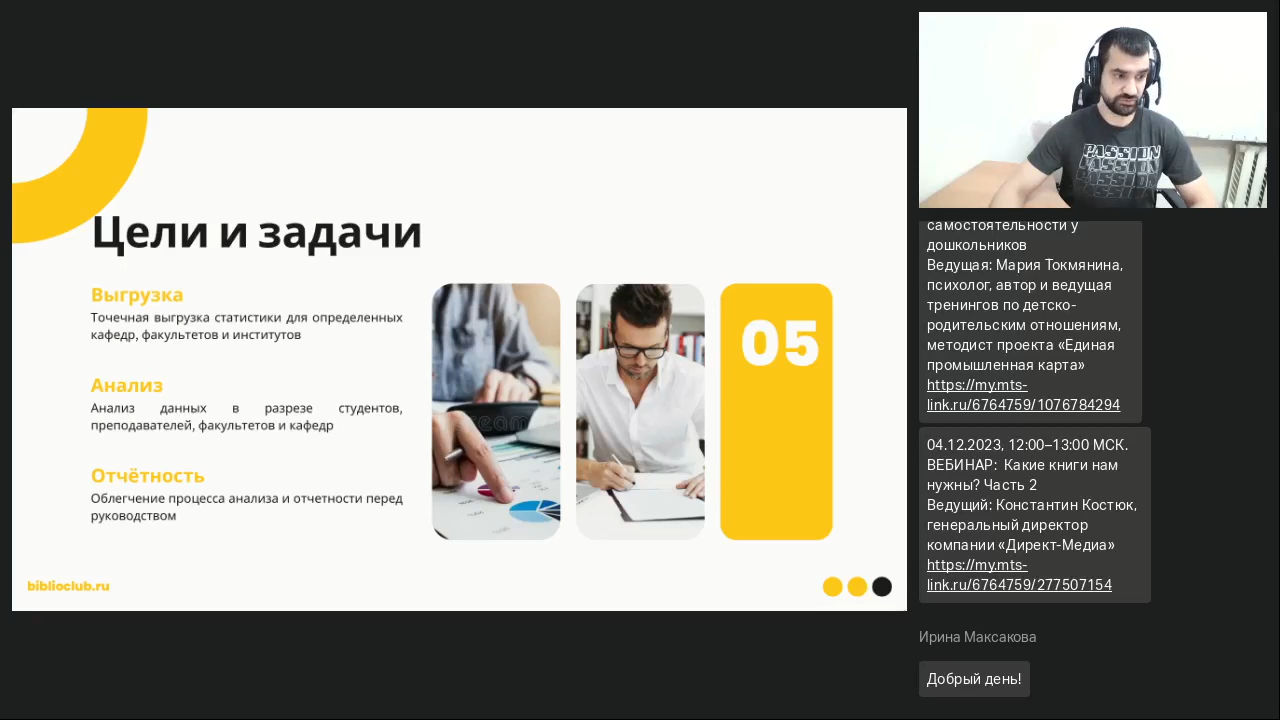 Цели и задачи
Выгрузка
Точечная выгрузка статистики для определенных
кафедр, факультетов и институтов
Анализ
Анализ данных в разрезе студентов,
преподавателей, факультетов и кафедр
Отчётность
Облегчение процесса анализа и отчетности перед
руководством
05
biblioclub.ru
PASSION
PASSION
PASSION
самостоятельности у
дошкольников
Ведущая: Мария Токмянина,
психолог, автор и ведущая
тренингов по детско-
родительским отношениям,
методист проекта «Единая
промышленная карта»
https://my.mts-
link.ru/6764759/1076784294
04.12.2023, 12:00–13:00 МСК.
ВЕБИНАР: Какие книги нам
нужны? Часть 2
Ведущий: Константин Костюк,
генеральный директор
компании «Директ-Медиа»
https://my.mts-
link.ru/6764759/277507154
Ирина Максакова
Добрый день!